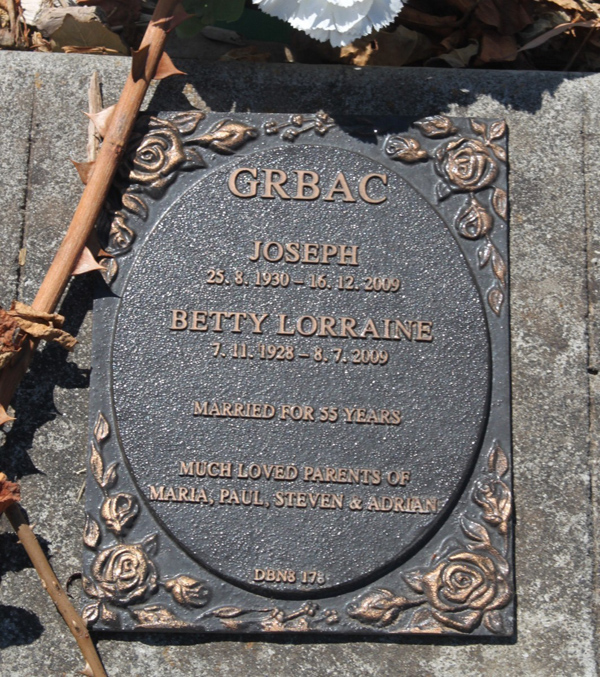 GRBAC
JOSEPH
25. 8. 1930 – 16. 12. 2009
BETTY LORRAINE
7. 11. 1928 – 8. 7. 2009
MARRIED FOR 55 YEARS
MUCH LOVED PARENTS OF
MARIA, PAUL, STEVEN & ADRIAN
DBN8 178